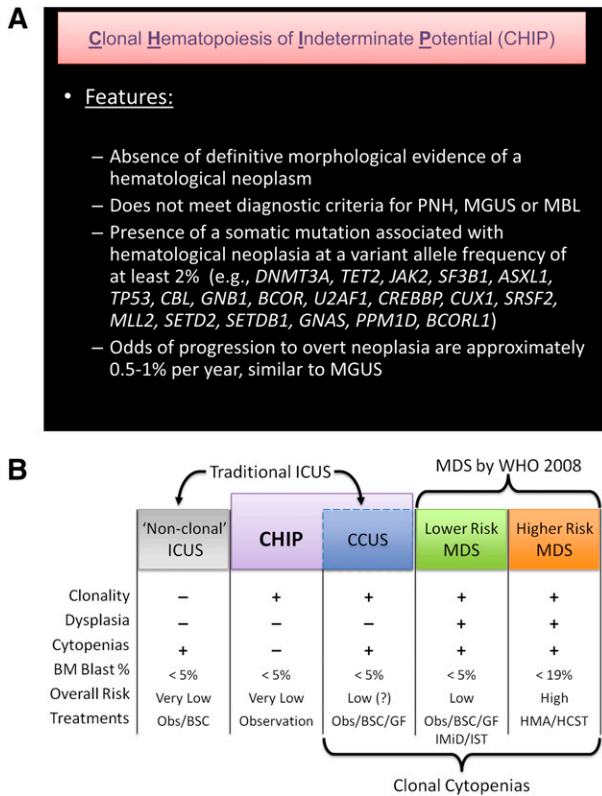 A
Clonal Hematopoiesis of Indeterminate Potential (CHIP)
• Features:
– Absence of definitive morphological evidence of a
hematological neoplasm
– Does not meet diagnostic criteria for PNH, MGUS or MBL
– Presence of a somatic mutation associated with
hematological neoplasia at a variant allele frequency of
at least 2% (e.g., DNMT3A, TET2, JAK2, SF3B1, ASXL1,
TP53, CBL, GNB1, BCOR, U2AF1, CREBBP, CUX1, SRSF2,
MLL2, SETD2, SETDB1, GNAS, PPM1D, BCORL1)
– Odds of progression to overt neoplasia are approximately
0.5-1% per year, similar to MGUS
B
Traditional ICUS
MDS by WHO 2008
'Non-clonal' ICUS CHIP CCUS Lower Risk MDS Higher Risk MDS
Clonality – + + + +
Dysplasia – – – + +
Cytopenias + – + + +
BM Blast % < 5% < 5% < 5% < 5% < 19%
Overall Risk Very Low Very Low Low (?) Low High
Treatments Obs/BSC Observation Obs/BSC/GF Obs/BSC/GF HMA/HCST
IMiD/IST
Clonal Cytopenias